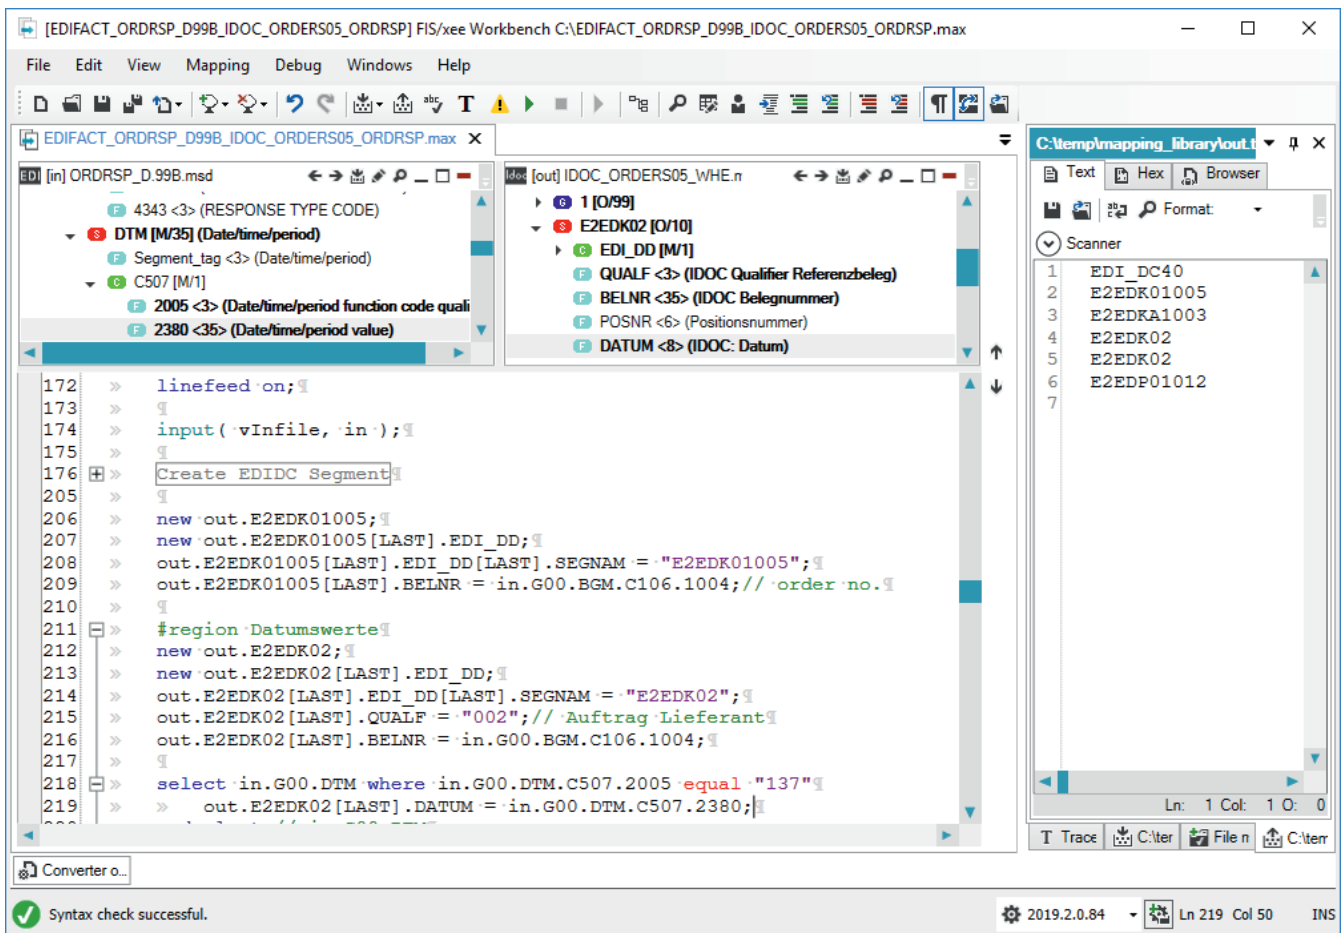 [EDIFACT_ORDRSP_D99B_IDOC_ORDERS05_ORDRSP] FIS/xee Workbench C:\EDIFACT_ORDRSP_D99B_IDOC_ORDERS05_ORDRSP.max
File Edit View Mapping Debug Windows Help
EDIFACT_ORDRSP_D99B_IDOC_ORDERS05_ORDRSP.max
EDI [in] ORDRSP_D.99B.msd
4343 <3> (RESPONSE TYPE CODE)
DTM [M/35] (Date/time/period)
Segment_tag <3> (Date/time/period)
C507 [M/1]
2005 <3> (Date/time/period function code quali
2380 <35> (Date/time/period value)
Idoc [out] IDOC_ORDERS05_WHE.n
1 [O/99]
E2EDK02 [O/10]
EDI_DD [M/1]
QUALF <3> (IDOC Qualifier Referenzbeleg)
BELNR <35> (IDOC Belegnummer)
POSNR <6> (Positionsnummer)
DATUM <8> (IDOC: Datum)
172 linefeed on;
173
174 input( vInfile, in );
175
176 Create EDIDC Segment
205
206 new out.E2EDK01005;
207 new out.E2EDK01005[LAST].EDI_DD;
208 out.E2EDK01005[LAST].EDI_DD[LAST].SEGNAM = "E2EDK01005";
209 out.E2EDK01005[LAST].BELNR = in.G00.BGM.C106.1004;// order no.
210
211 #region Datumswerte
212 new out.E2EDK02;
213 new out.E2EDK02[LAST].EDI_DD;
214 out.E2EDK02[LAST].EDI_DD[LAST].SEGNAM = "E2EDK02";
215 out.E2EDK02[LAST].QUALF = "002";// Auftrag Lieferant
216 out.E2EDK02[LAST].BELNR = in.G00.BGM.C106.1004;
217
218 select in.G00.DTM where in.G00.DTM.C507.2005 equal "137"
219 out.E2EDK02[LAST].DATUM = in.G00.DTM.C507.2380;
C:\temp\mapping_library\out.t
Text Hex Browser
Format:
Scanner
1 EDI_DC40
2 E2EDK01005
3 E2EDKA1003
4 E2EDK02
5 E2EDK02
6 E2EDP01012
7
Ln: 1 Col: 1 O: 0
Trace C:\ter File n C:\tem
Converter o...
Syntax check successful.
2019.2.0.84 Ln 219 Col 50 INS